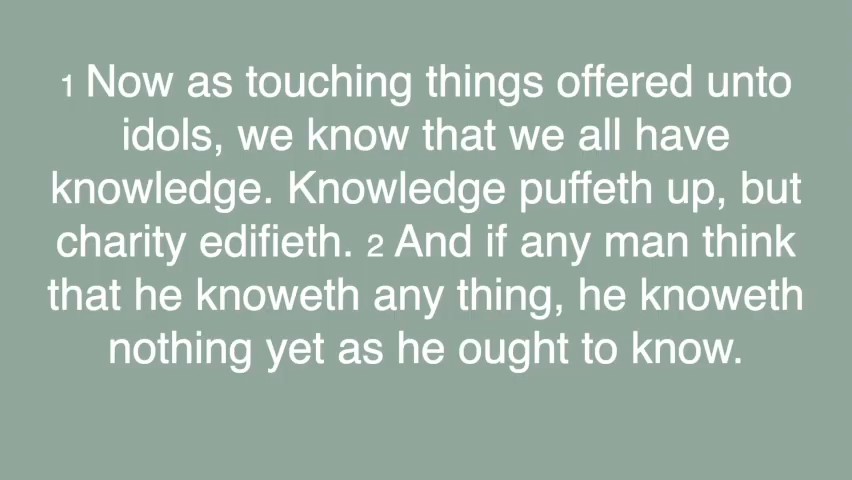 1 Now as touching things offered unto
idols, we know that we all have
knowledge. Knowledge puffeth up, but
charity edifieth. 2 And if any man think
that he knoweth any thing, he knoweth
nothing yet as he ought to know.